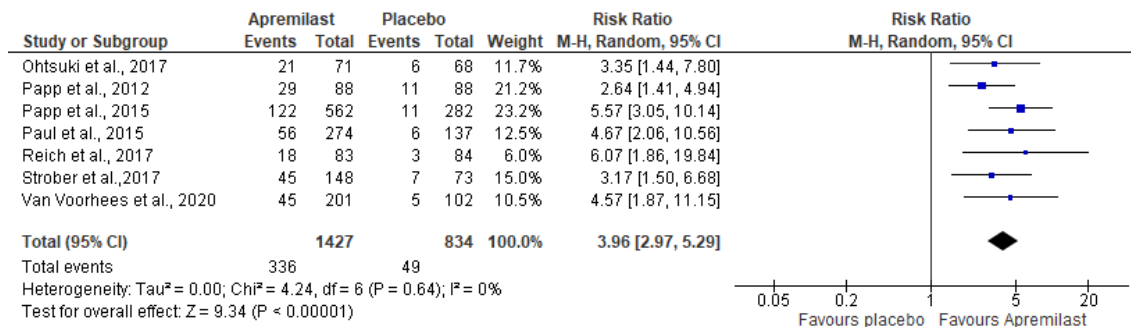 Apremilast Placebo Risk Ratio Risk Ratio
Study or Subgroup Events Total Events Total Weight M-H, Random, 95% CI M-H, Random, 95% CI
Ohtsuki et al., 2017 21 71 6 68 11.7% 3.35 [1.44, 7.80]
Papp et al., 2012 29 88 11 88 21.2% 2.64 [1.41, 4.94]
Papp et al., 2015 122 562 11 282 23.2% 5.57 [3.05, 10.14]
Paul et al., 2015 56 274 6 137 12.5% 4.67 [2.06, 10.56]
Reich et al., 2017 18 83 3 84 6.0% 6.07 [1.86, 19.84]
Strober et al.,2017 45 148 7 73 15.0% 3.17 [1.50, 6.68]
Van Voorhees et al., 2020 45 201 5 102 10.5% 4.57 [1.87, 11.15]
Total (95% CI) 1427 834 100.0% 3.96 [2.97, 5.29]
Total events 336 49
Heterogeneity: Tau² = 0.00; Chi² = 4.24, df = 6 (P = 0.64); I² = 0%
Test for overall effect: Z = 9.34 (P < 0.00001)
0.05 0.2 1 5 20
Favours placebo Favours Apremilast